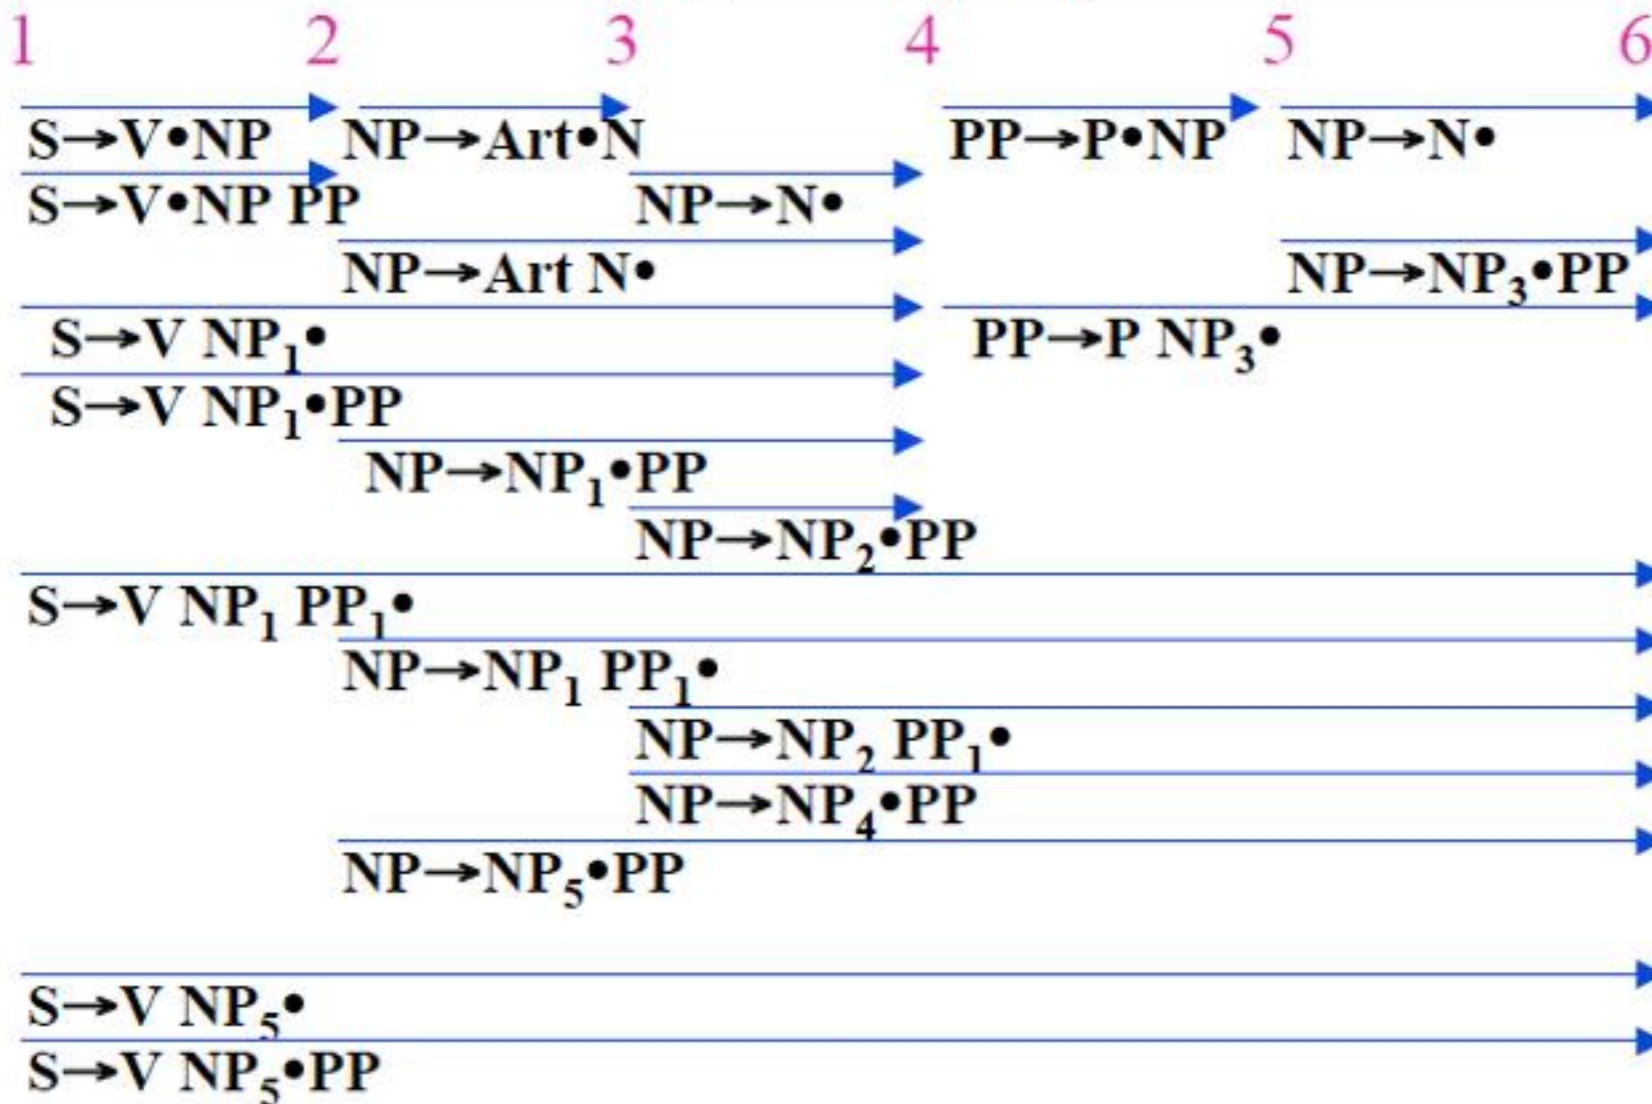 1 2 3 4 5 6
S→V•NP NP→Art•N PP→P•NP NP→N•
S→V•NP PP NP→N•
NP→Art N• NP→NP₃•PP
S→V NP₁• PP→P NP₃•
S→V NP₁•PP
NP→NP₁•PP
NP→NP₂•PP
S→V NP₁ PP₁•
NP→NP₁ PP₁•
NP→NP₂ PP₁•
NP→NP₄•PP
NP→NP₅•PP
S→V NP₅•
S→V NP₅•PP